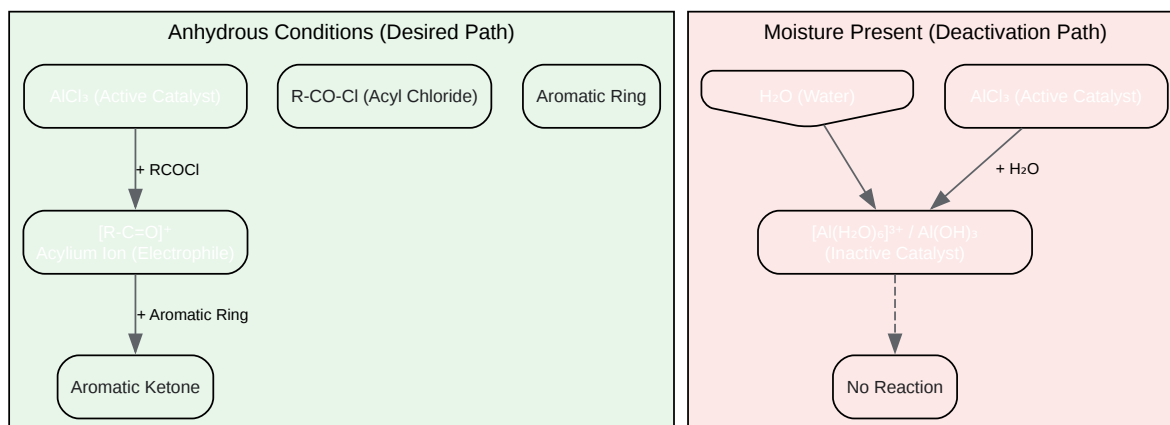 Anhydrous Conditions (Desired Path)
AlCl₃ (Active Catalyst)
R-CO-Cl (Acyl Chloride)
Aromatic Ring
+ RCOCl
[R-C=O]⁺
Acylium Ion (Electrophile)
+ Aromatic Ring
Aromatic Ketone
Moisture Present (Deactivation Path)
H₂O (Water)
AlCl₃ (Active Catalyst)
+ H₂O
[Al(H₂O)₆]³⁺ / Al(OH)₃
(Inactive Catalyst)
No Reaction